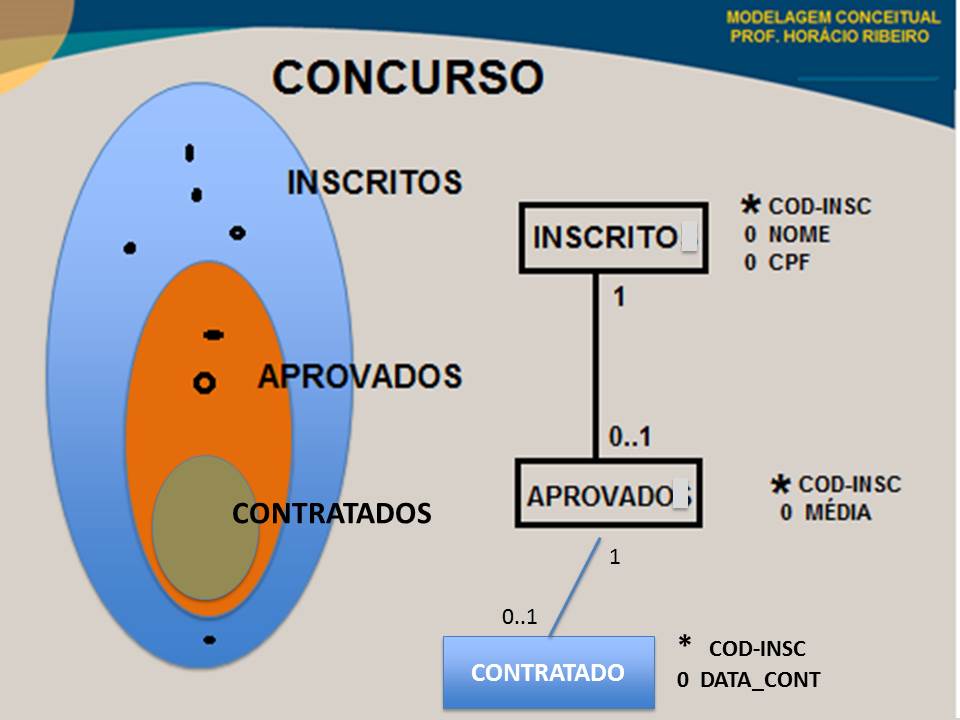 MODELAGEM CONCEITUAL
PROF. HORÁCIO RIBEIRO
CONCURSO
INSCRITOS
APROVADOS
CONTRATADOS
INSCRITO
* COD-INSC
0 NOME
0 CPF
1
0..1
APROVADO
* COD-INSC
0 MÉDIA
1
0..1
CONTRATADO
* COD-INSC
0 DATA_CONT